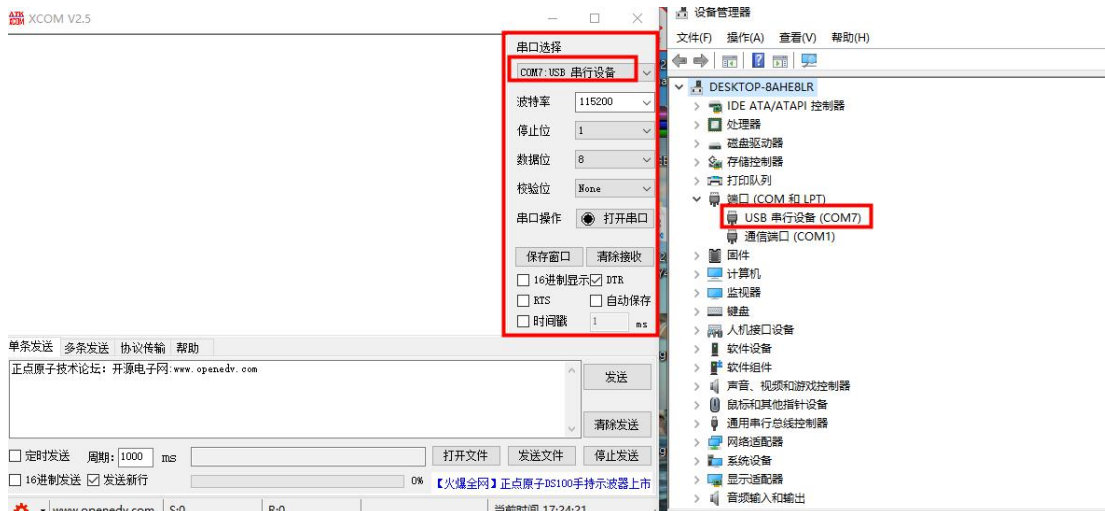 ATK XCOM XCOM V2.5
串口选择
COM7:USB 串行设备
波特率 115200
停止位 1
数据位 8
校验位 None
串口操作 打开串口
保存窗口 清除接收
16进制显示 DTR
RTS 自动保存
时间戳 1 ms
单条发送 多条发送 协议传输 帮助
正点原子技术论坛：开源电子网:www.openedv.com
发送
清除发送
定时发送 周期: 1000 ms 打开文件 发送文件 停止发送
16进制发送 发送新行 0% 【火爆全网】正点原子DS100手持示波器上市
www.openedv.com S:0 R:0 当前时间 17:24:21
设备管理器
文件(F) 操作(A) 查看(V) 帮助(H)
DESKTOP-8AHE8LR
IDE ATA/ATAPI 控制器
处理器
磁盘驱动器
存储控制器
打印队列
端口 (COM 和 LPT)
USB 串行设备 (COM7)
通信端口 (COM1)
固件
计算机
监视器
键盘
人机接口设备
软件设备
软件组件
声音、视频和游戏控制器
鼠标和其他指针设备
通用串行总线控制器
网络适配器
系统设备
显示适配器
音频输入和输出